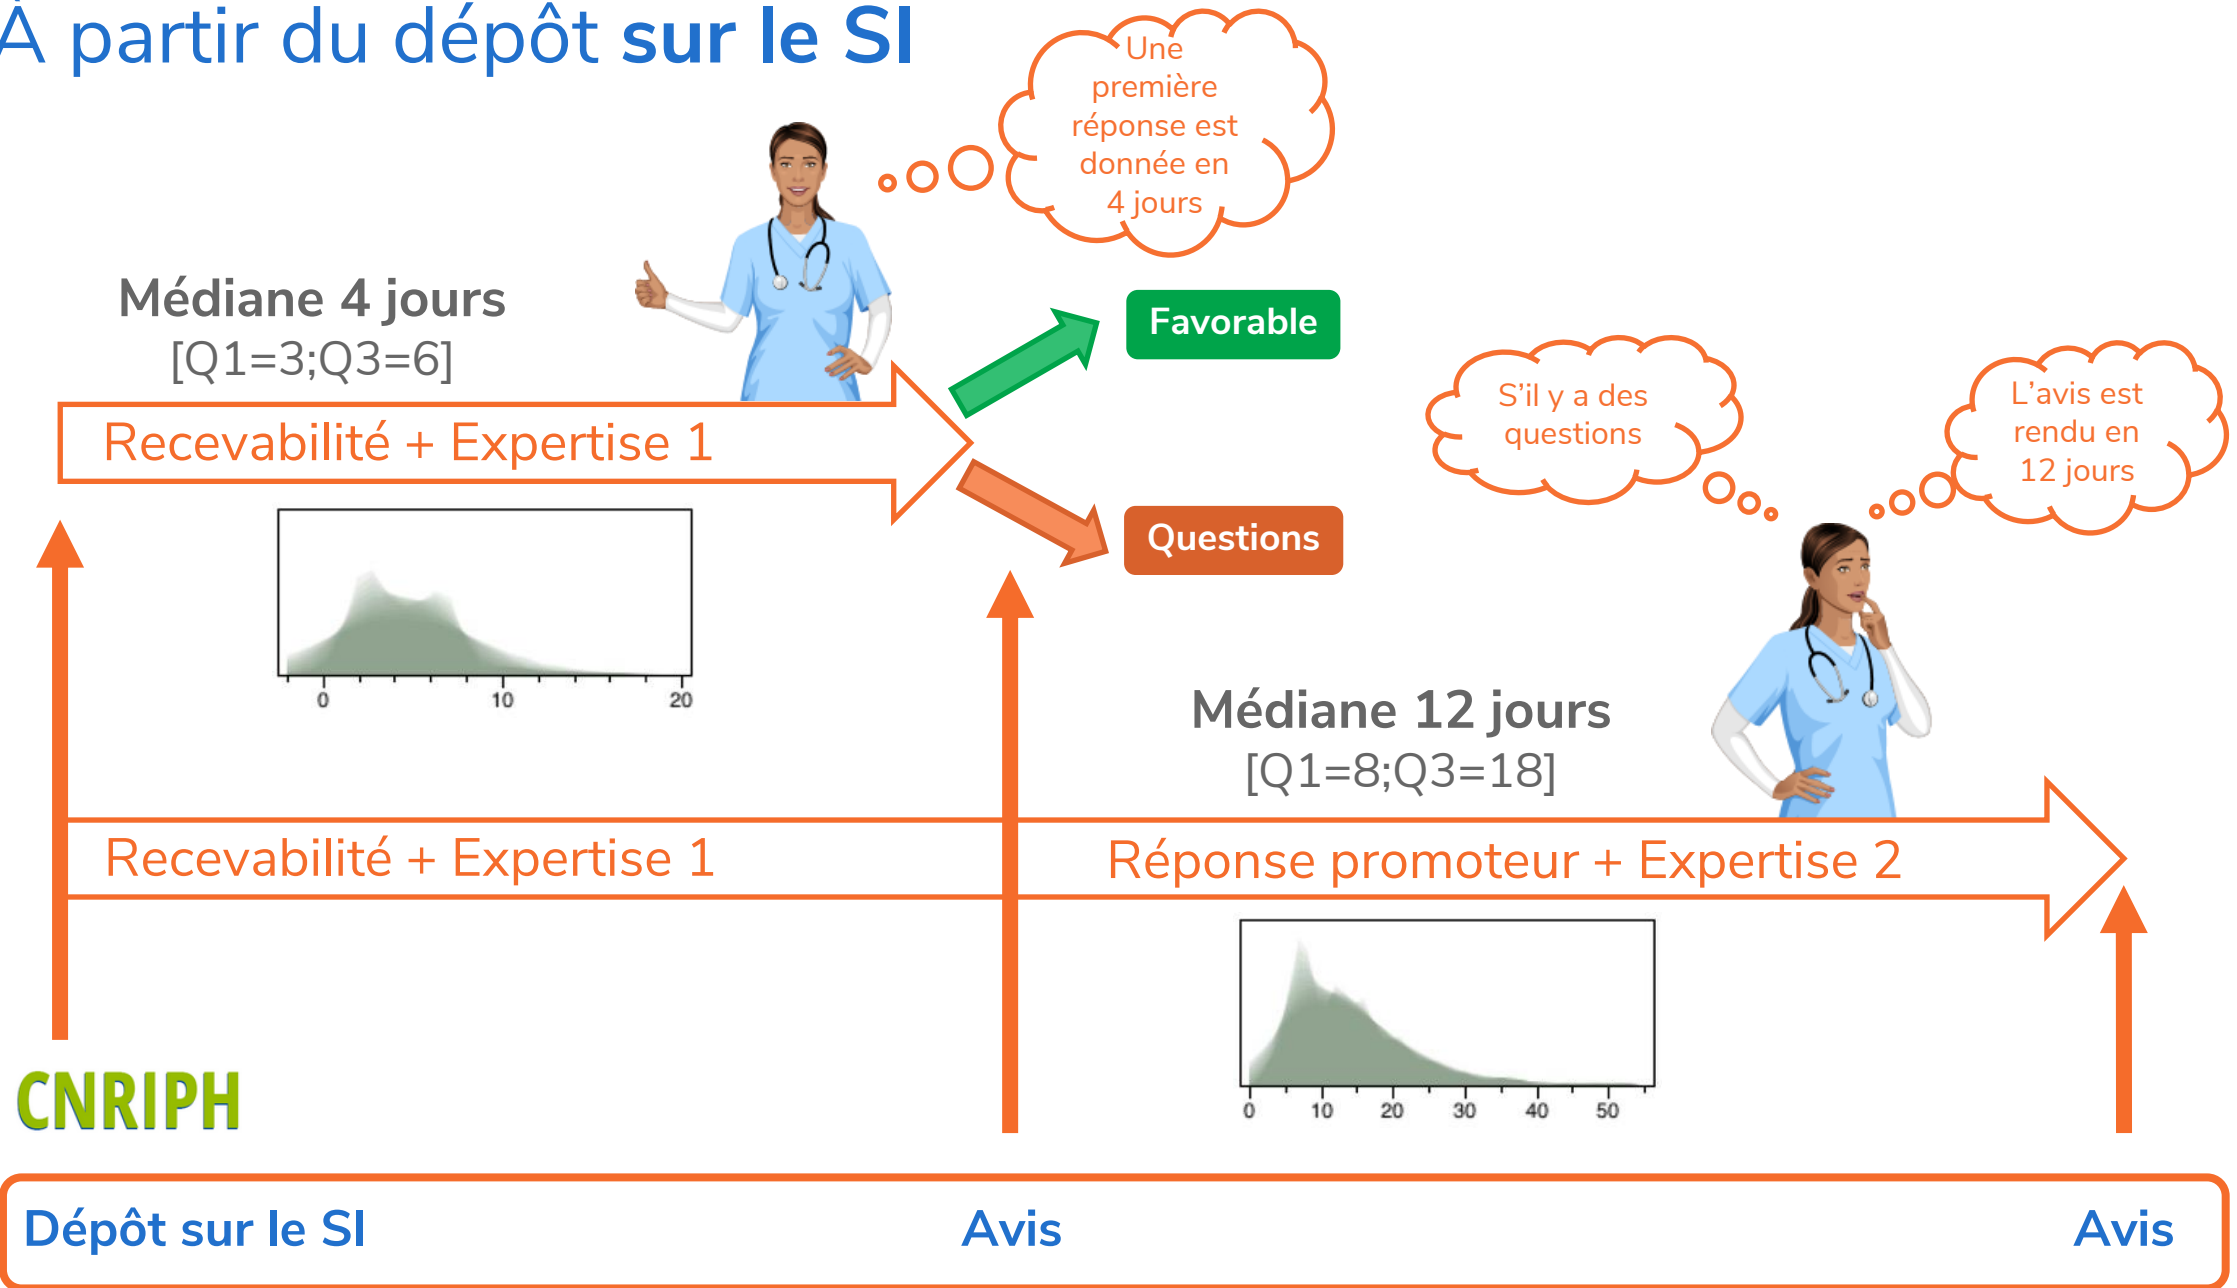 À partir du dépôt sur le SI
Une
première
réponse est
donnée en
4 jours
Médiane 4 jours
[Q1=3;Q3=6]
Favorable
Recevabilité + Expertise 1
Questions
S'il y a des
questions
L'avis est
rendu en
12 jours
0 10 20
Médiane 12 jours
[Q1=8;Q3=18]
Recevabilité + Expertise 1
Réponse promoteur + Expertise 2
0 10 20 30 40 50
CNRIPH
Dépôt sur le SI
Avis
Avis